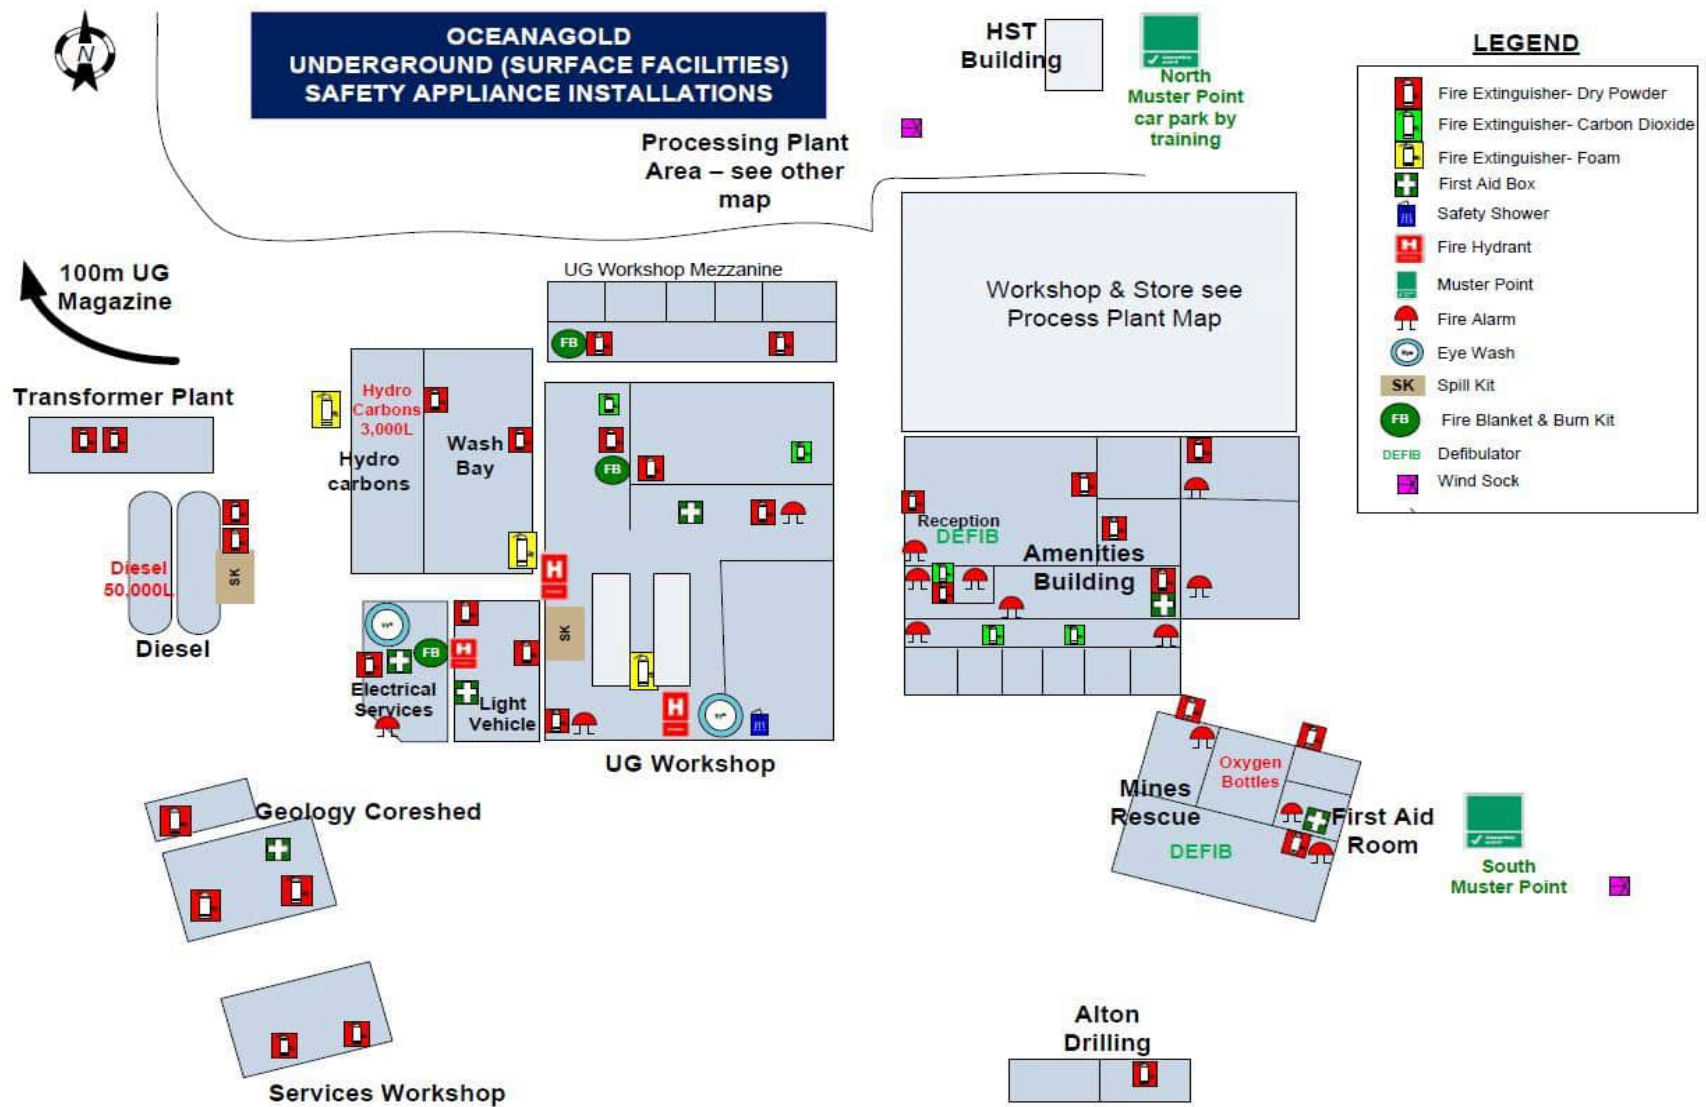 N
OCEANAGOLD
UNDERGROUND (SURFACE FACILITIES)
SAFETY APPLIANCE INSTALLATIONS
HST
Building
North
Muster Point
car park by
training
LEGEND
Fire Extinguisher- Dry Powder
Fire Extinguisher- Carbon Dioxide
Fire Extinguisher- Foam
First Aid Box
Safety Shower
H
Fire Hydrant
Muster Point
Fire Alarm
Eye
Eye Wash
SK
Spill Kit
FB
Fire Blanket & Burn Kit
DEFIB
Defibulator
Wind Sock
Processing Plant
Area – see other
map
100m UG
Magazine
UG Workshop Mezzanine
FB
Workshop & Store see
Process Plant Map
Transformer Plant
Hydro
Carbons
3,000L
Hydro
carbons
Wash
Bay
FB
Diesel
50,000L
SK
Diesel
H
SK
Reception
DEFIB
Amenities
Building
Eye
FB
H
Electrical
Services
Light
Vehicle
H
Eye
UG Workshop
Geology Coreshed
Oxygen
Bottles
Mines
Rescue
DEFIB
First Aid
Room
South
Muster Point
Services Workshop
Alton
Drilling